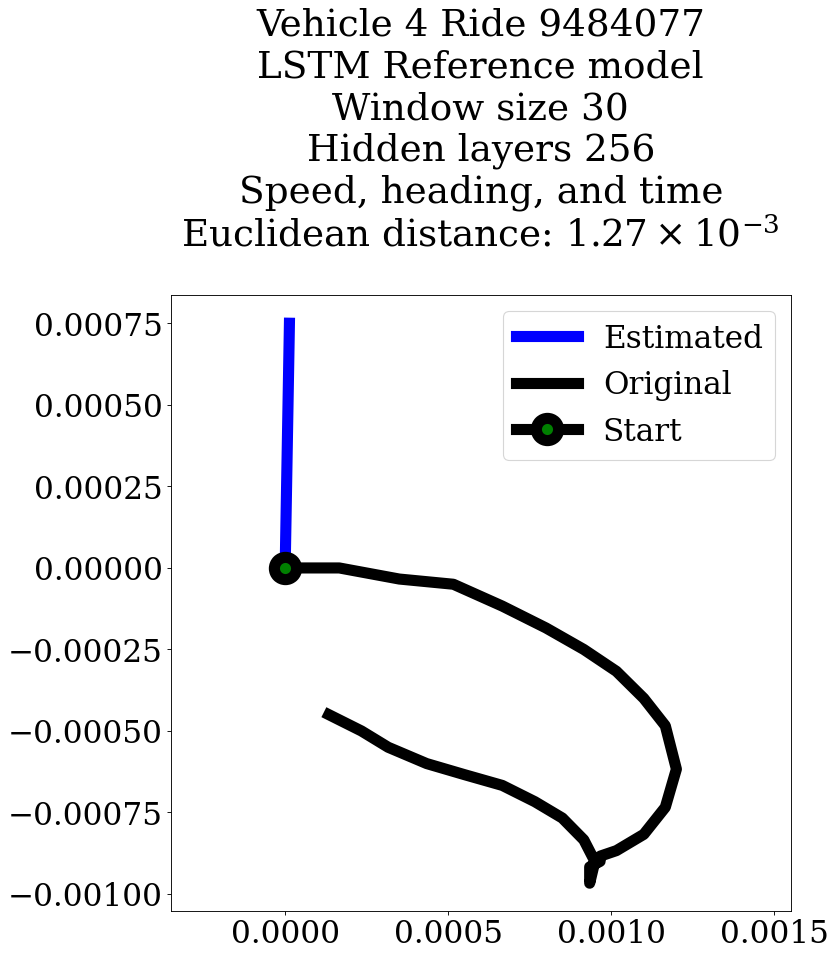 Vehicle 4 Ride 9484077
LSTM Reference model
Window size 30
Hidden layers 256
Speed, heading, and time
Euclidean distance: 1.27 × 10⁻³
Estimated
Original
Start
0.00075
0.00050
0.00025
0.00000
−0.00025
−0.00050
−0.00075
−0.00100
0.0000 0.0005 0.0010 0.0015